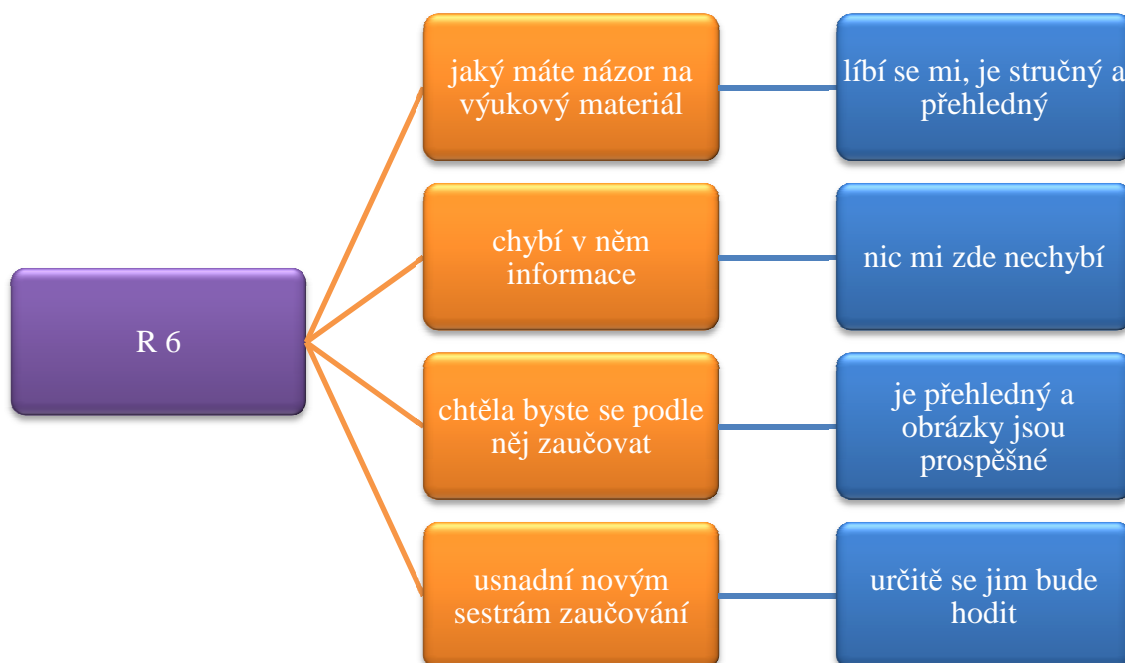 R 6
jaký máte názor na
výukový materiál
líbí se mi, je stručný a
přehledný
chybí v něm
informace
nic mi zde nechybí
chtěla byste se podle
něj zaučovat
je přehledný a
obrázky jsou
prospěšné
usnadní novým
sestrám zaučování
určitě se jim bude
hodit